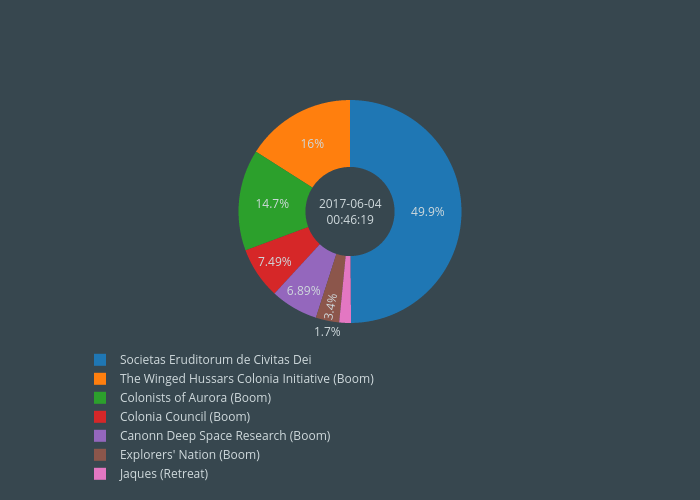 16%
49.9%
14.7%
2017-06-04
00:46:19
7.49%
6.89%
3.4%
1.7%
Societas Eruditorum de Civitas Dei
The Winged Hussars Colonia Initiative (Boom)
Colonists of Aurora (Boom)
Colonia Council (Boom)
Canonn Deep Space Research (Boom)
Explorers' Nation (Boom)
Jaques (Retreat)